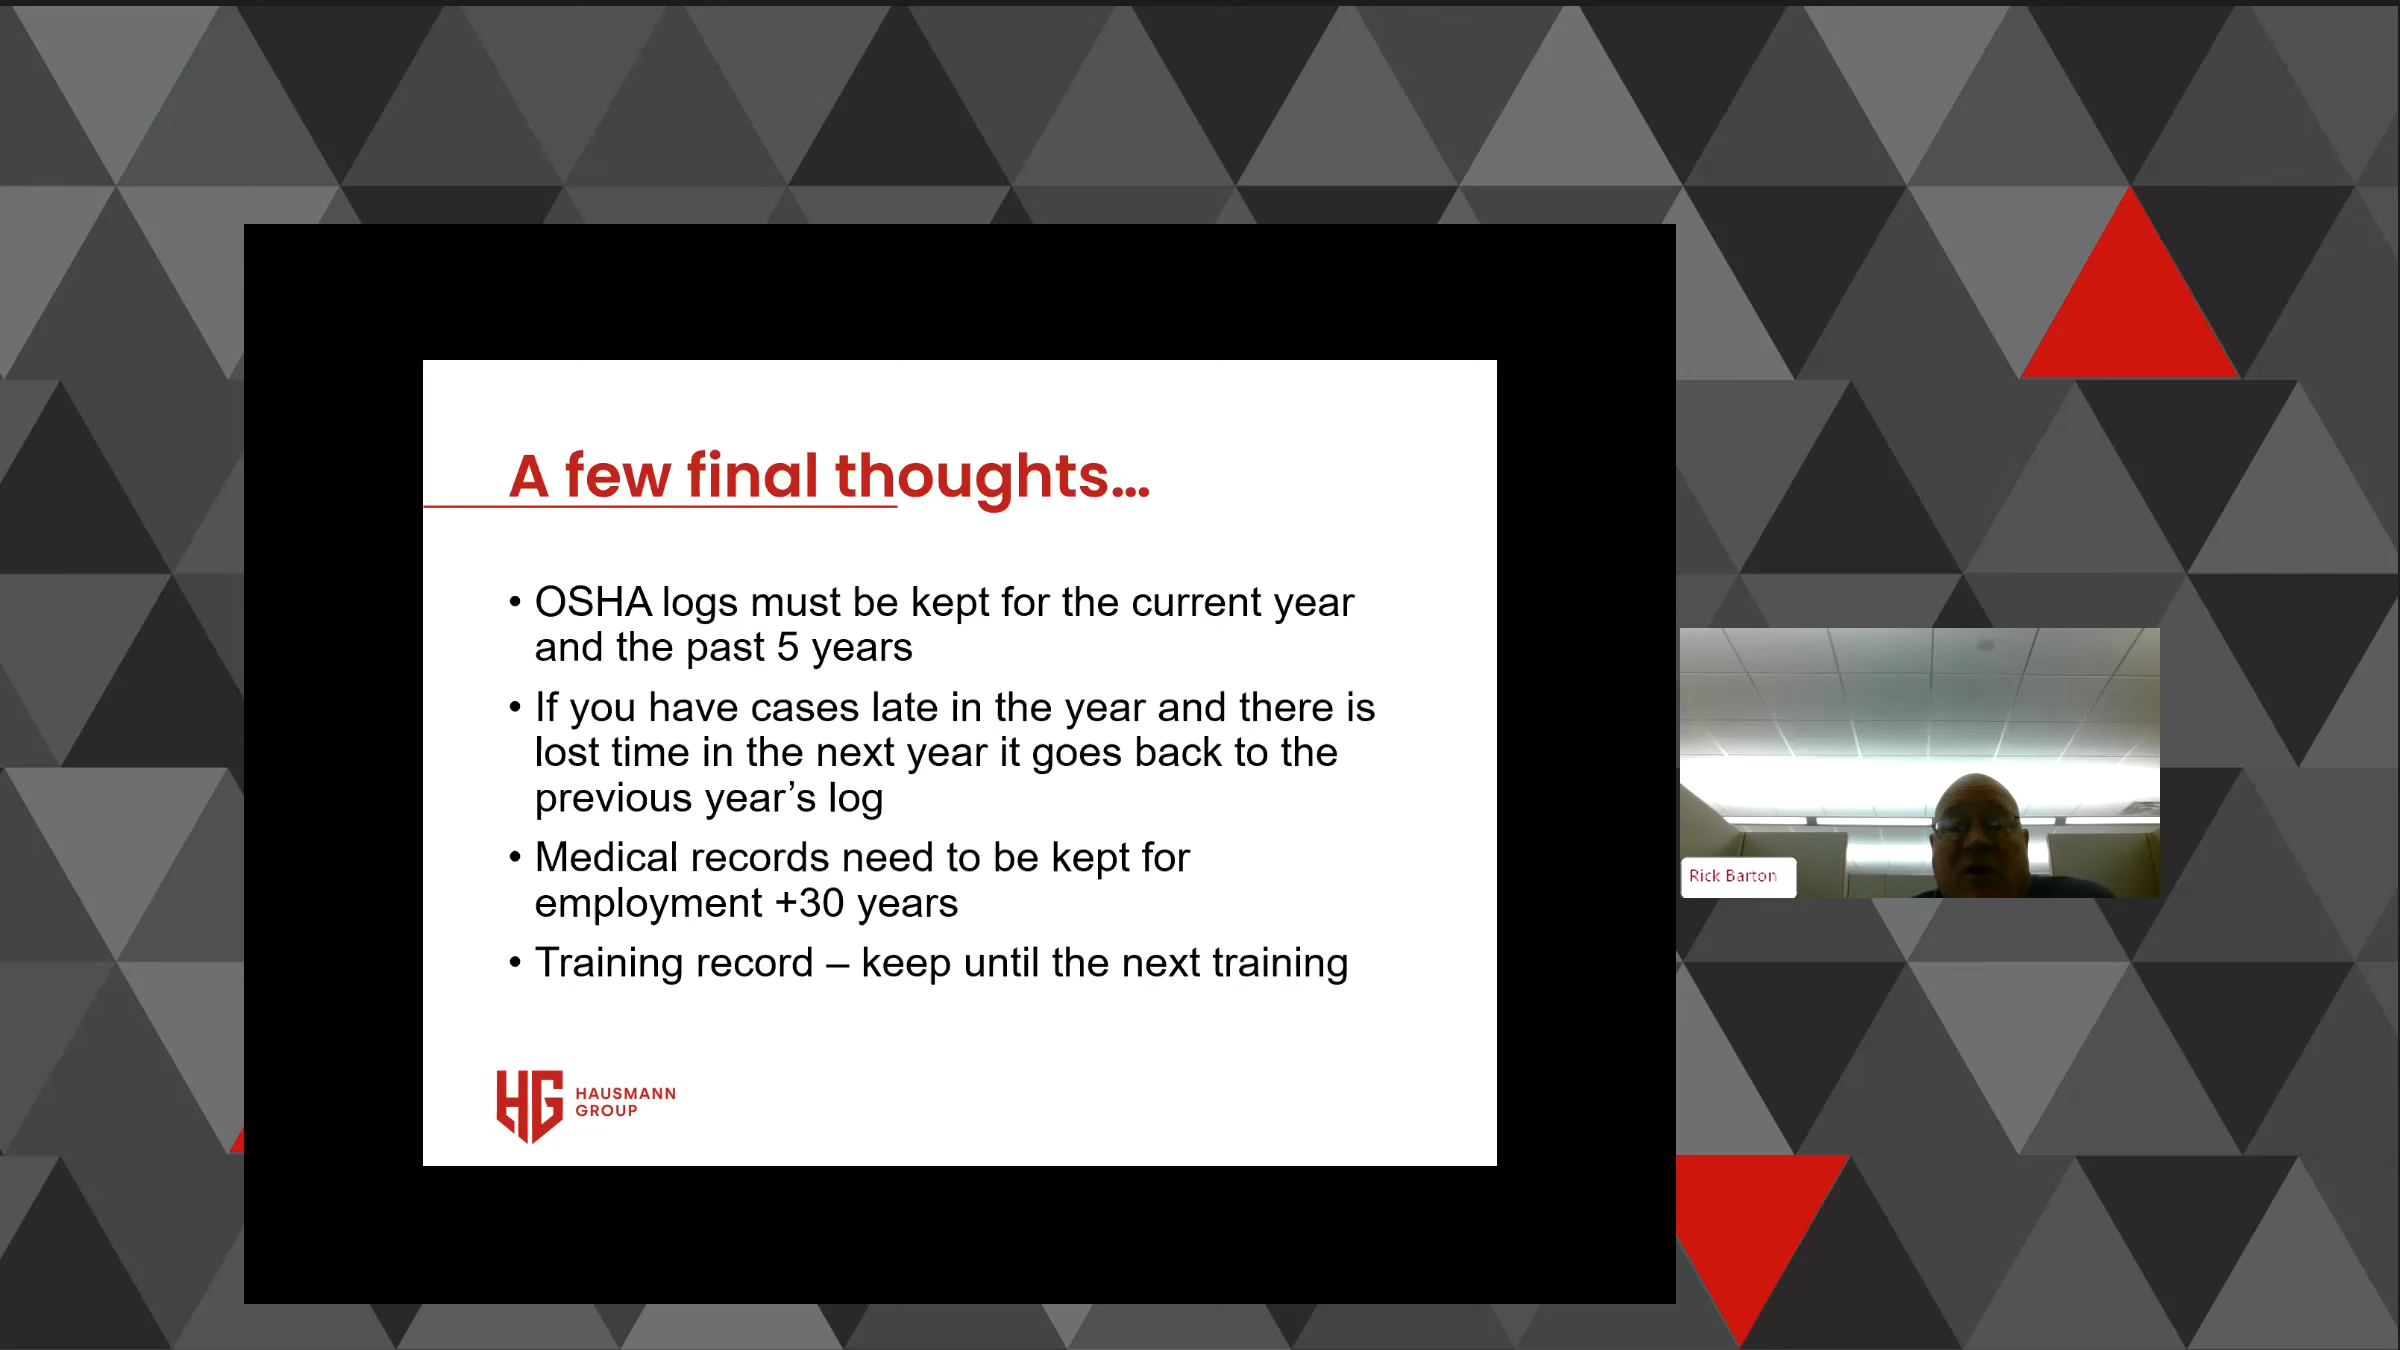 A few final thoughts...
• OSHA logs must be kept for the current year
and the past 5 years
• If you have cases late in the year and there is
lost time in the next year it goes back to the
previous year’s log
• Medical records need to be kept for
employment +30 years
• Training record – keep until the next training
HG
HAUSMANN
GROUP
Rick Barton